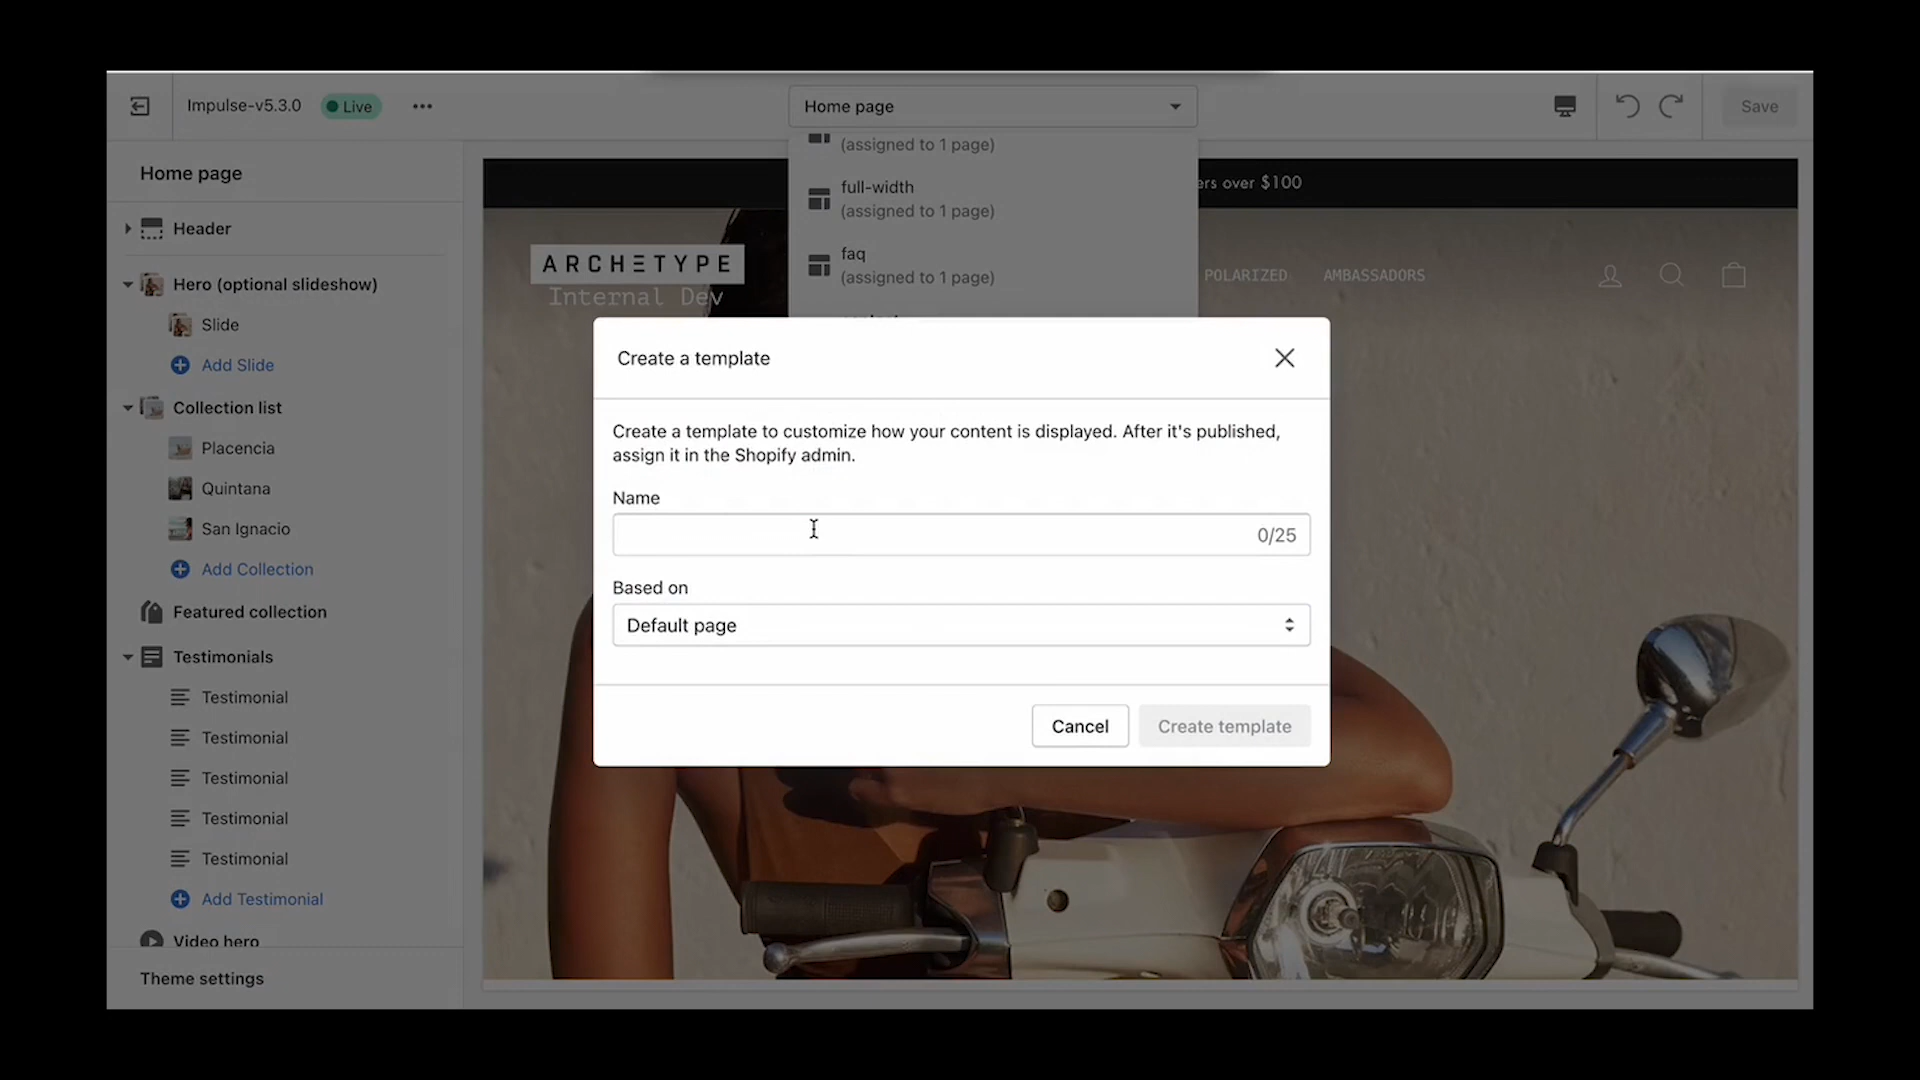 Impulse-v5.3.0
Live
Home page
Save
Home page
Header
Hero (optional slideshow)
Slide
Add Slide
Collection list
Placencia
Quintana
San Ignacio
Add Collection
Featured collection
Testimonials
Testimonial
Testimonial
Testimonial
Testimonial
Testimonial
Add Testimonial
Video hero
Theme settings
(assigned to 1 page)
full-width
(assigned to 1 page)
faq
(assigned to 1 page)
ers over $100
ARCHETYPE
Internal Dev
POLARIZED
AMBASSADORS
Create a template
Create a template to customize how your content is displayed. After it's published,
assign it in the Shopify admin.
Name
0/25
Based on
Default page
Cancel
Create template